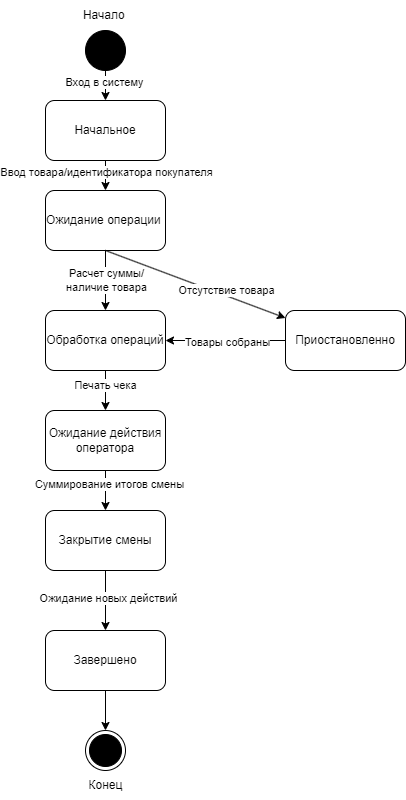 Начало
Вход в систему
Начальное
Ввод товара/идентификатора покупателя
Ожидание операции
Расчет суммы/
наличие товара
Отсутствие товара
Обработка операций
Товары собраны
Приостановленно
Печать чека
Ожидание действия
оператора
Суммирование итогов смены
Закрытие смены
Ожидание новых действий
Завершено
Конец